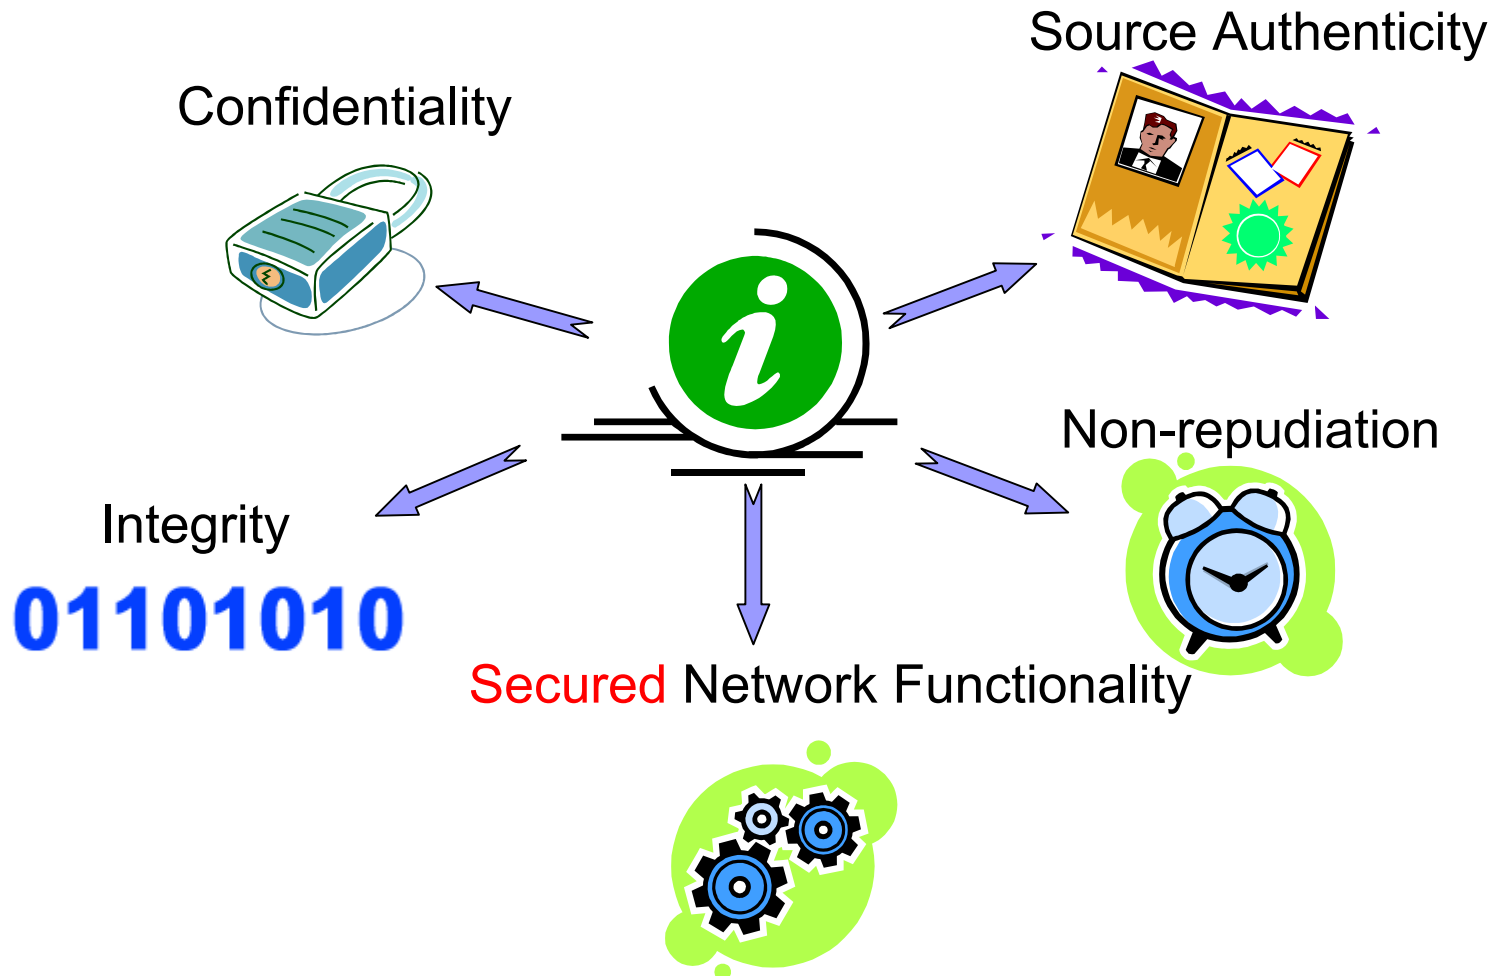 Source Authenticity
Confidentiality
i
Non-repudiation
Integrity
01101010
Secured Network Functionality